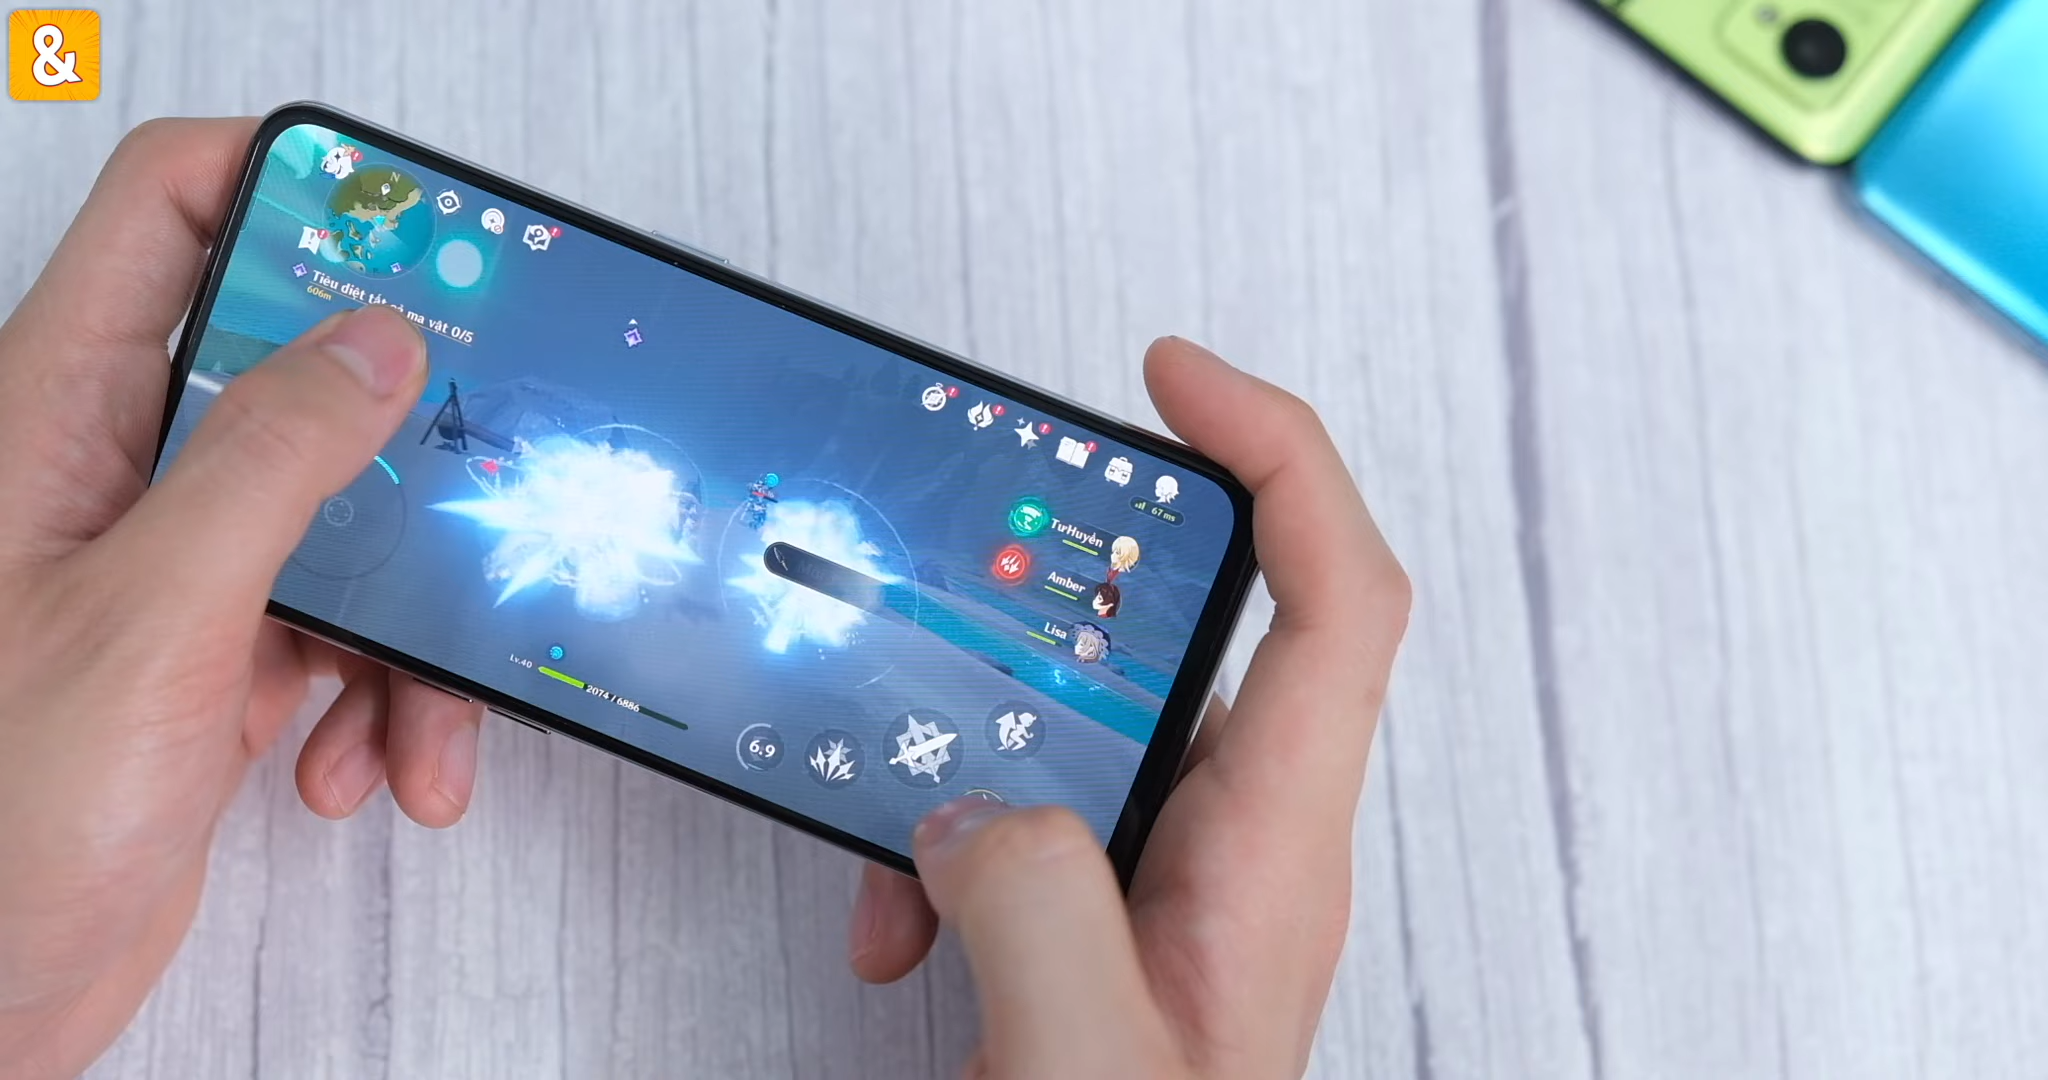 &
N
Tiêu diệt tất cả ma vật 0/5
606m
67 ms
TưHuyền
Amber
Lisa
Lv.40
2074 / 6886
6.9